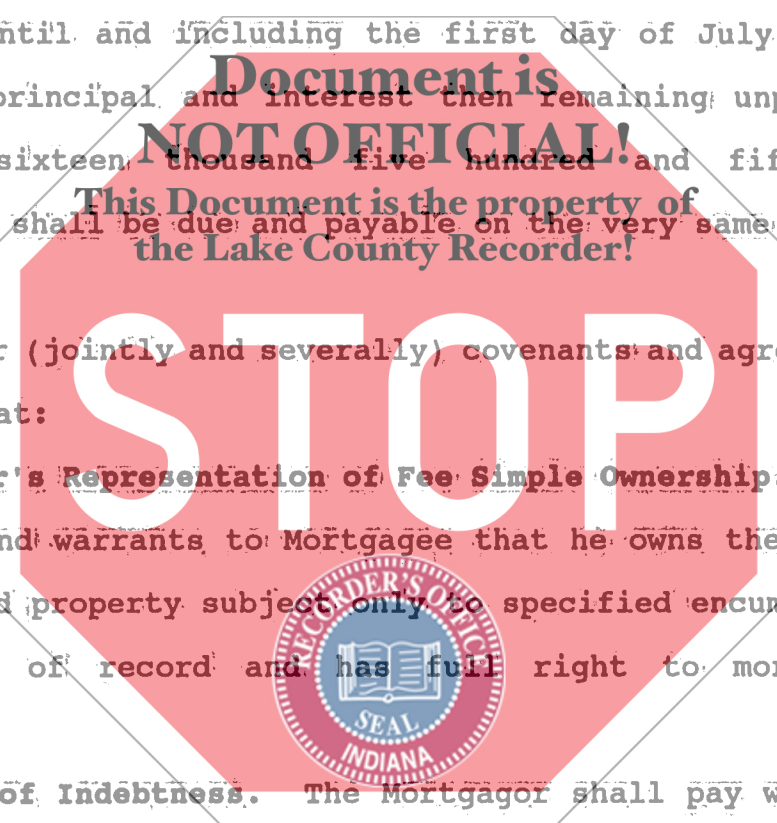 ntil and including the first day of July
Document is
principal and interest then remaining unp
NOT OFFICIAL!
sixteen thousand five hundred and fif
This Document is the property of
shall be due and payable on the very same
the Lake County Recorder!
STOP
r (jointly and severally) covenants and agre
at:
r's Representation of Fee Simple Ownership
nd warrants to Mortgagee that he owns the
d property subject only to specified encum
RECORDER'S OFFICE
of record and has full right to mor
SEAL
INDIANA
of Indebtness. The Mortgagor shall pay w